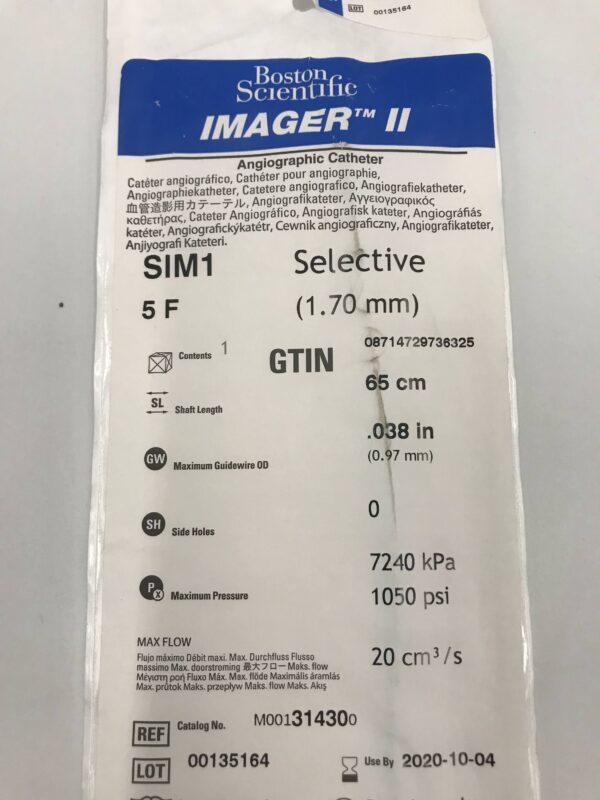 LOT 00135164
Boston
Scientific
IMAGER™ II
Angiographic Catheter
Catéter angiográfico, Cathéter pour angiographie,
Angiographiekatheter, Catetere angiografico, Angiografiekatheter,
血管造影用カテーテル, Angiografikateter, Αγγειογραφικός
καθετήρας, Cateter Angiográfico, Angiografisk kateter, Angiográfiás
katéter, Angiografickýkatétr, Cewnik angiograficzny, Angiografikateter,
Anjiyografi Kateteri.
SIM1 Selective
5 F (1.70 mm)
Contents 1 GTIN 08714729736325
SL Shaft Length 65 cm
GW Maximum Guidewire OD .038 in
(0.97 mm)
SH Side Holes 0
Px Maximum Pressure 7240 kPa
1050 psi
MAX FLOW 20 cm³/s
Flujo máximo Débit maxi. Max. Durchfluss Flusso
massimo Max. doorstroming 最大フロー Maks. flow
Μέγιστη ροή Fluxo Máx. Max. flöde Maximális áramlás
Max. průtok Maks. przepływ Maks. flow Maks. Akış
REF Catalog No. M001314300
LOT 00135164 Use By 2020-10-04